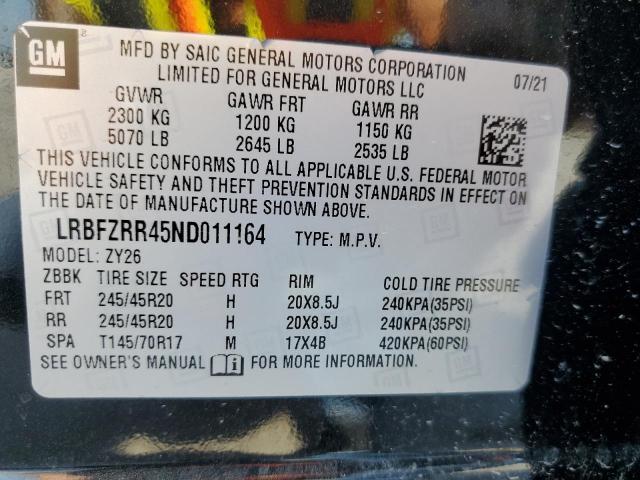 GM
MFD BY SAIC GENERAL MOTORS CORPORATION
LIMITED FOR GENERAL MOTORS LLC
07/21
GVWR GAWR FRT GAWR RR
2300 KG 1200 KG 1150 KG
5070 LB 2645 LB 2535 LB
THIS VEHICLE CONFORMS TO ALL APPLICABLE U.S. FEDERAL MOTOR
VEHICLE SAFETY AND THEFT PREVENTION STANDARDS IN EFFECT ON
THE DATE OF MANUFACTURE SHOWN ABOVE.
LRBFZRR45ND011164 TYPE: M.P.V.
MODEL: ZY26
ZBBK TIRE SIZE SPEED RTG RIM COLD TIRE PRESSURE
FRT 245/45R20 H 20X8.5J 240KPA(35PSI)
RR 245/45R20 H 20X8.5J 240KPA(35PSI)
SPA T145/70R17 M 17X4B 420KPA(60PSI)
SEE OWNER'S MANUAL FOR MORE INFORMATION.